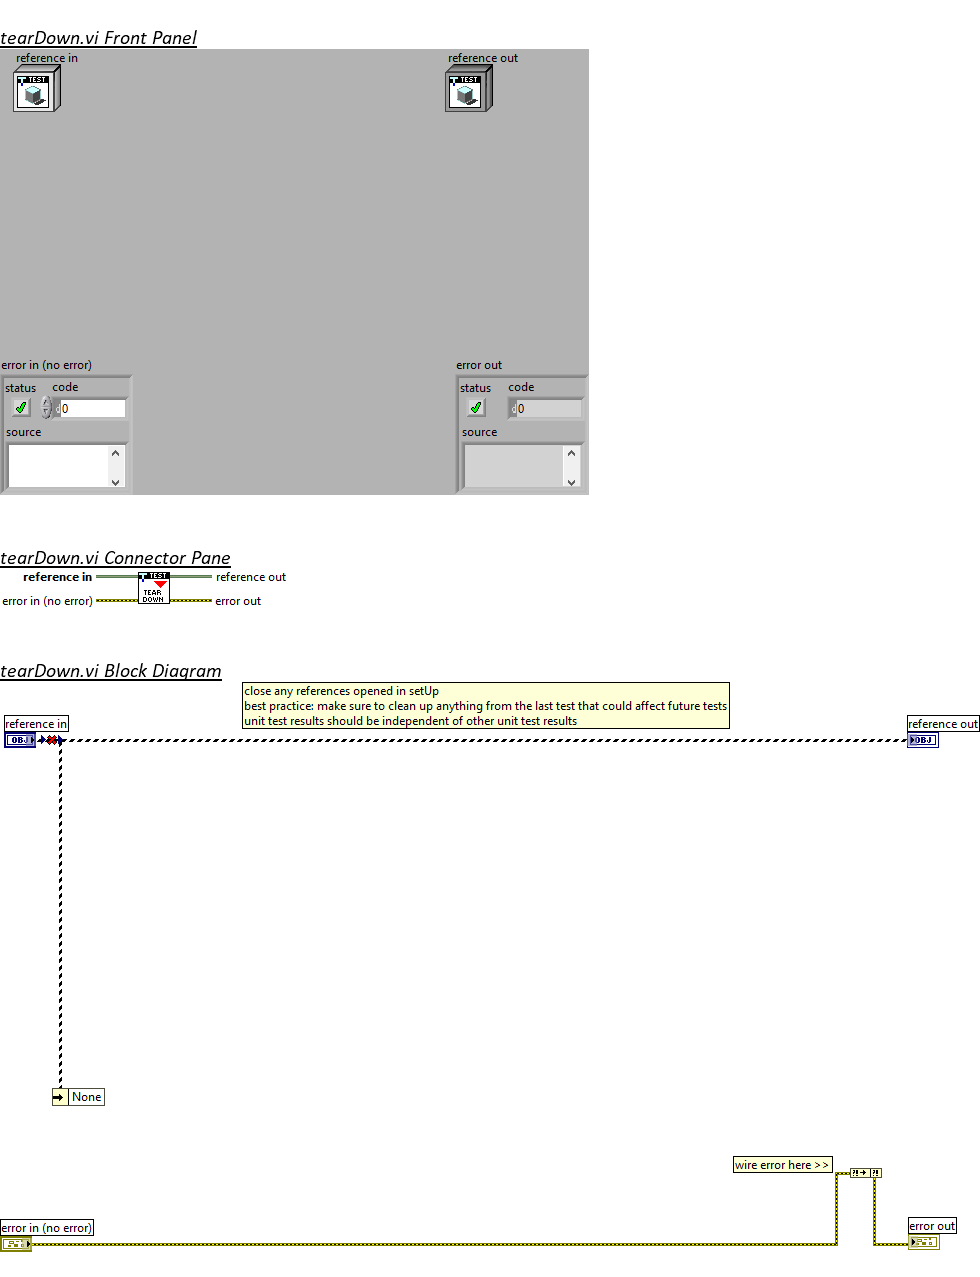 tearDown.vi Front Panel
reference in
reference out
TEST
TEST
error in (no error)
error out
status
code
status
code
d
0
d
0
source
source
tearDown.vi Connector Pane
reference in
TEST
reference out
TEAR
error in (no error)
DOWN
error out
tearDown.vi Block Diagram
close any references opened in setUp
best practice: make sure to clean up anything from the last test that could affect future tests
unit test results should be independent of other unit test results
reference in
reference out
OBJ
OBJ
None
wire error here >>
?!
?!
error in (no error)
error out